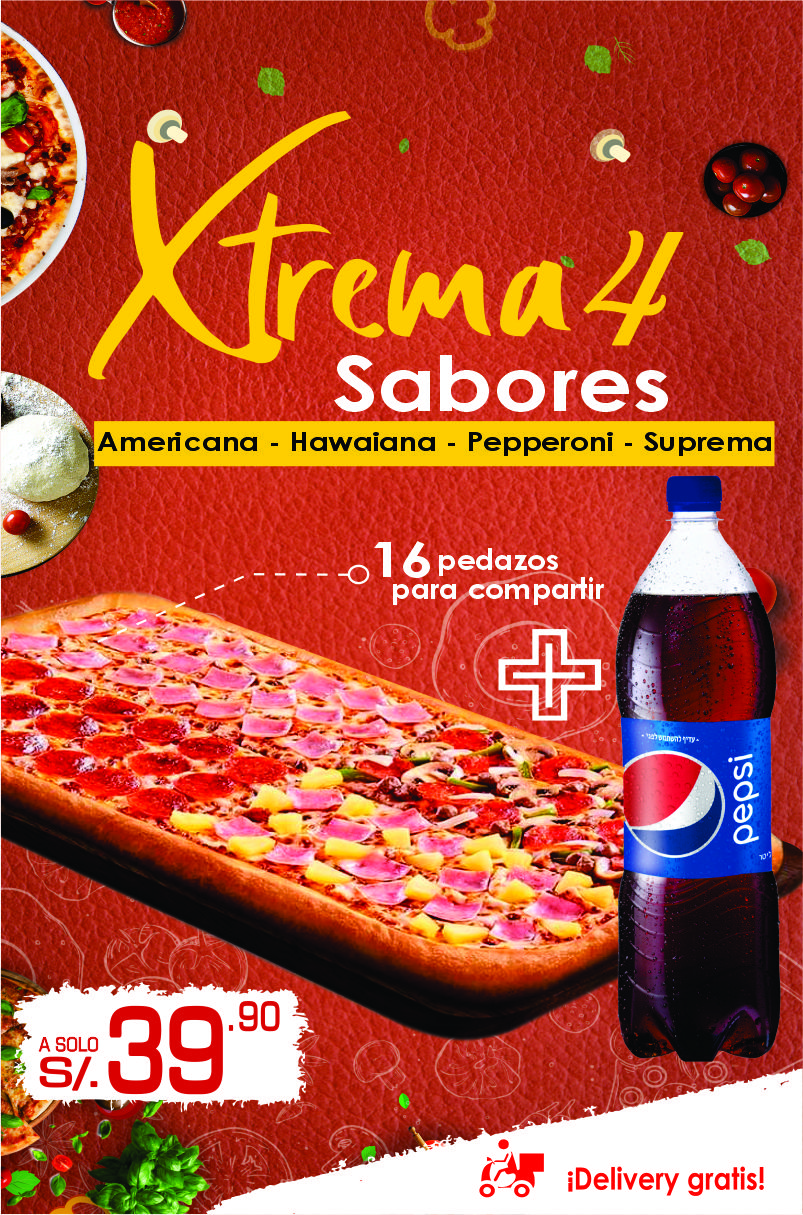 Xtrema 4
Sabores
Americana - Hawaiana - Pepperoni - Suprema
16 pedazos
para compartir
pepsi
A SOLO
S/. 39.90
¡Delivery gratis!